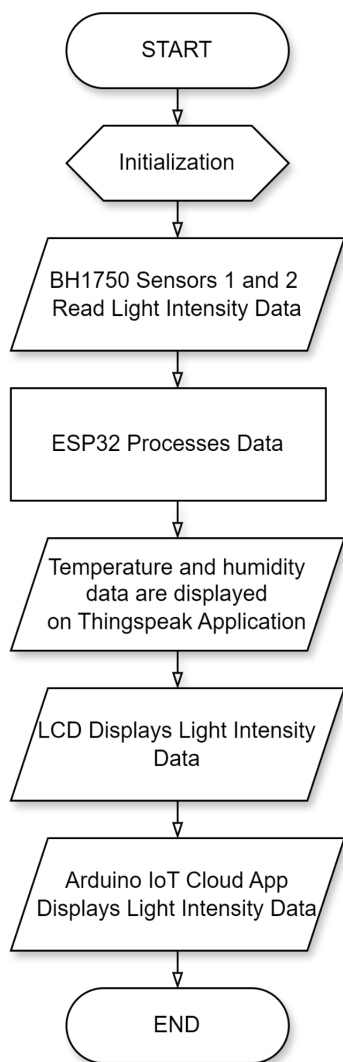 START
Initialization
BH1750 Sensors 1 and 2
Read Light Intensity Data
ESP32 Processes Data
Temperature and humidity
data are displayed
on Thingspeak Application
LCD Displays Light Intensity
Data
Arduino IoT Cloud App
Displays Light Intensity Data
END